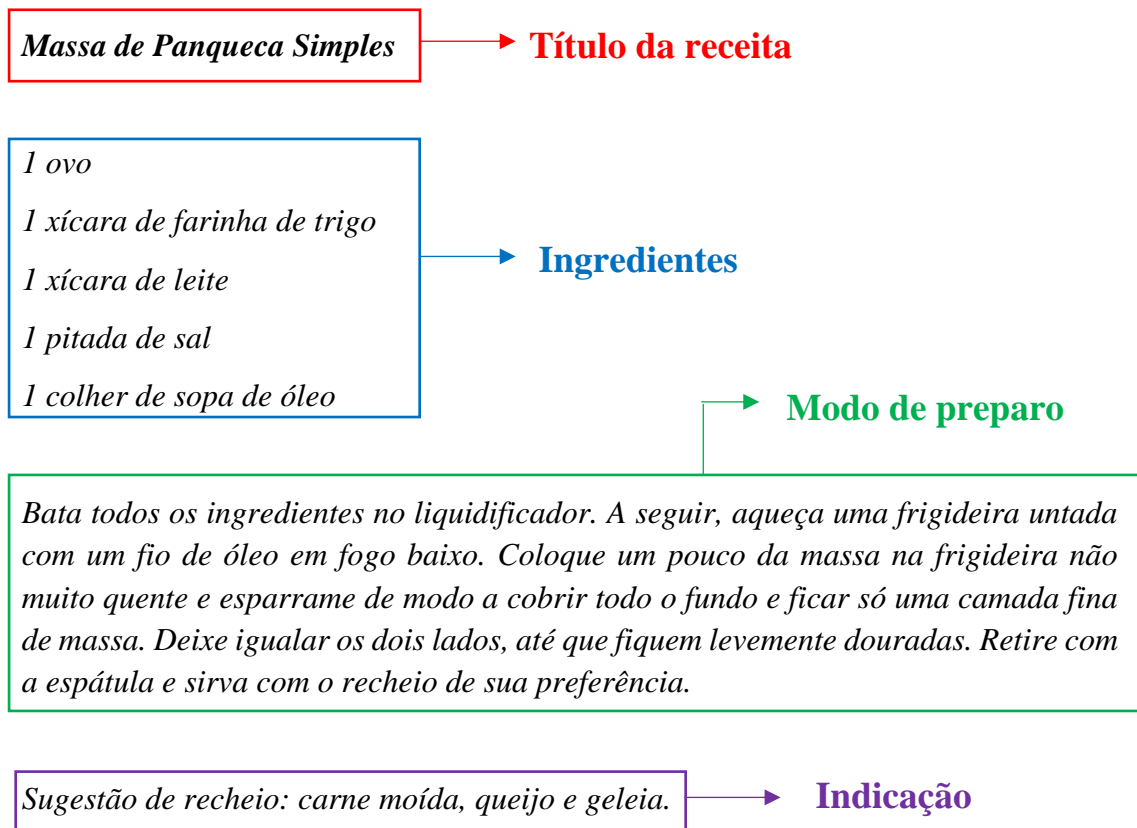 Massa de Panqueca Simples
Título da receita
1 ovo
1 xícara de farinha de trigo
1 xícara de leite
1 pitada de sal
1 colher de sopa de óleo
Ingredientes
Modo de preparo
Bata todos os ingredientes no liquidificador. A seguir, aqueça uma frigideira untada
com um fio de óleo em fogo baixo. Coloque um pouco da massa na frigideira não
muito quente e esparrame de modo a cobrir todo o fundo e ficar só uma camada fina
de massa. Deixe igualar os dois lados, até que fiquem levemente douradas. Retire com
a espátula e sirva com o recheio de sua preferência.
Sugestão de recheio: carne moída, queijo e geleia.
Indicação